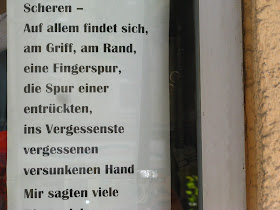 Scheren –
Auf allem findet sich,
am Griff, am Rand,
eine Fingerspur,
die Spur einer
entrückten,
ins Vergessenste
vergessenen
versunkenen Hand
Mir sagten viele